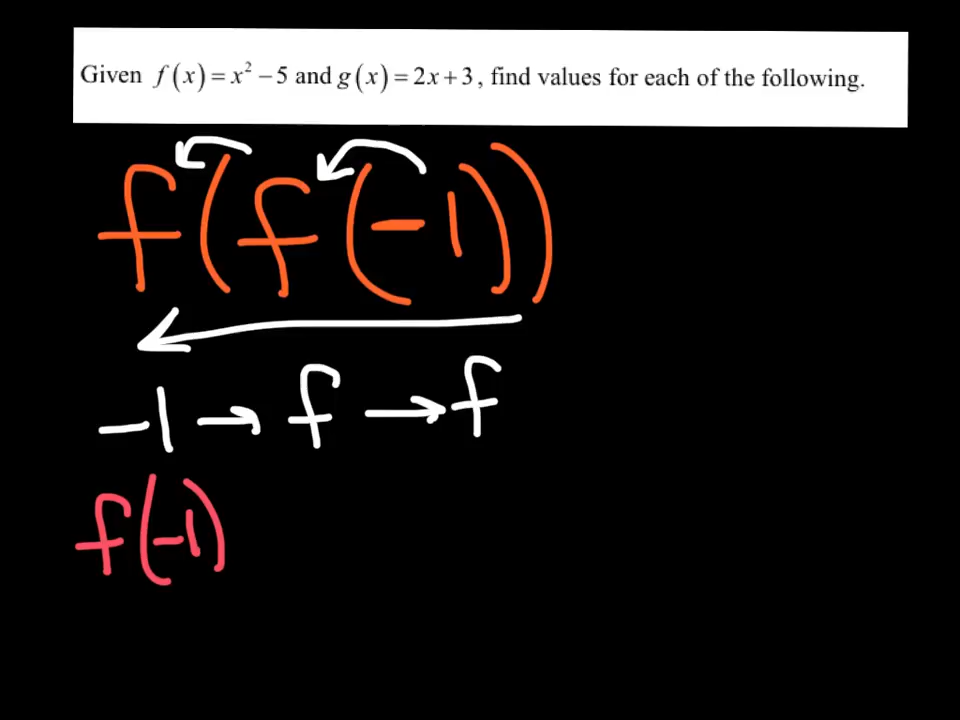 Given f(x) = x² − 5 and g(x) = 2x + 3, find values for each of the following.
f(f(-1))
-1 → f → f
f(-1)